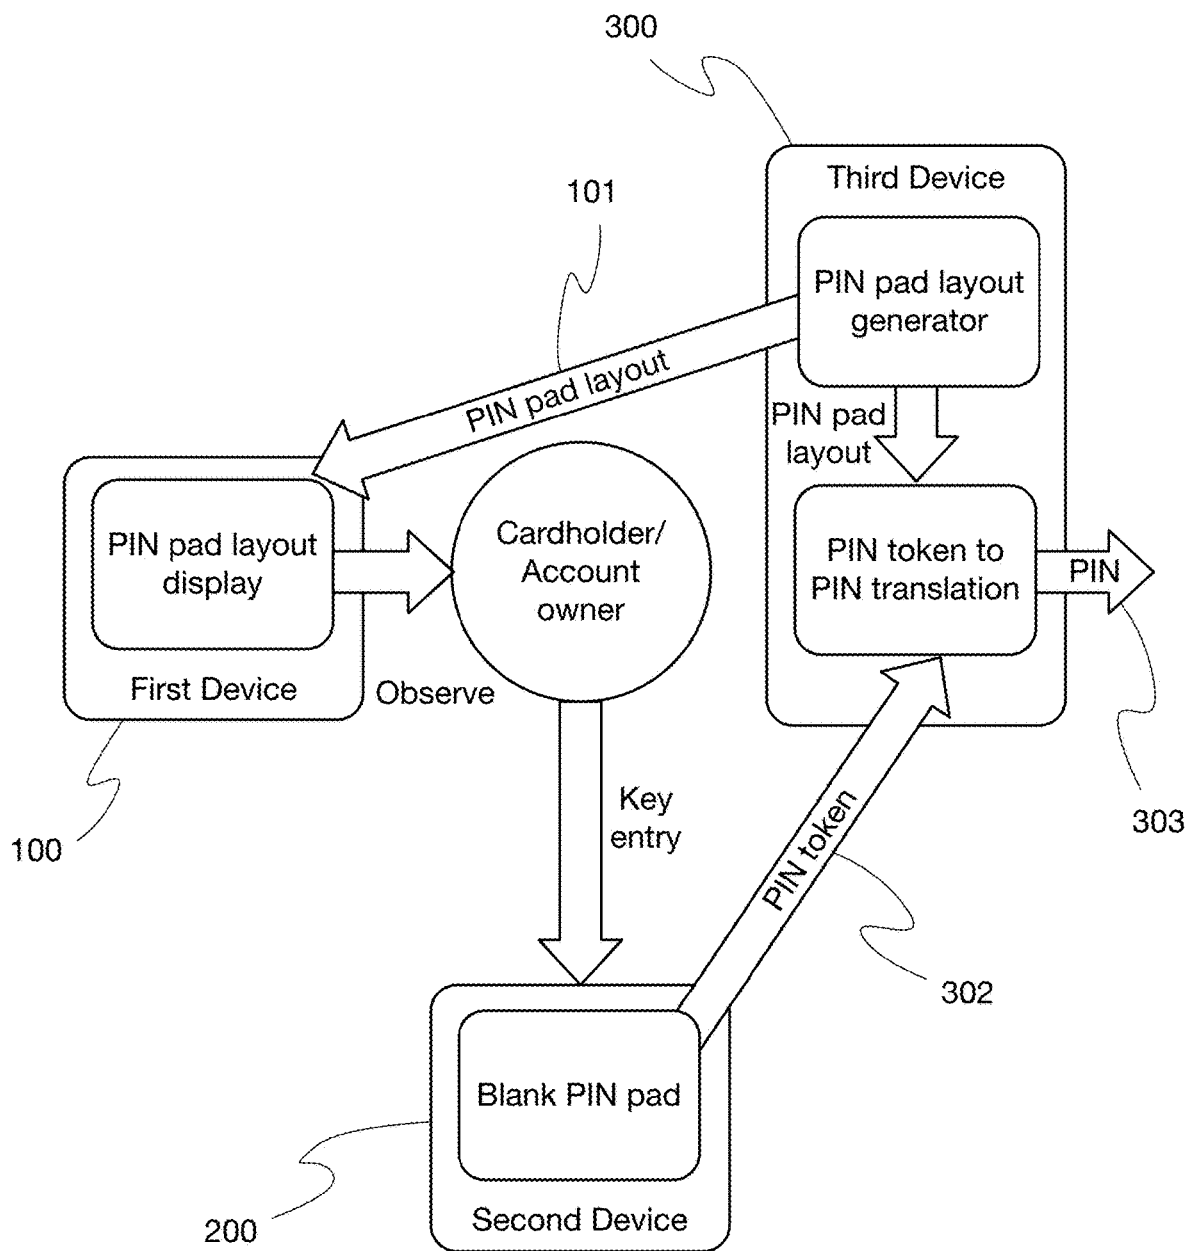 300
Third Device
101
PIN pad layout
generator
PIN pad layout
PIN pad
layout
PIN pad layout
display
First Device
Observe
Cardholder/
Account
owner
PIN token to
PIN translation
PIN
303
100
Key
entry
PIN token
302
Blank PIN pad
Second Device
200